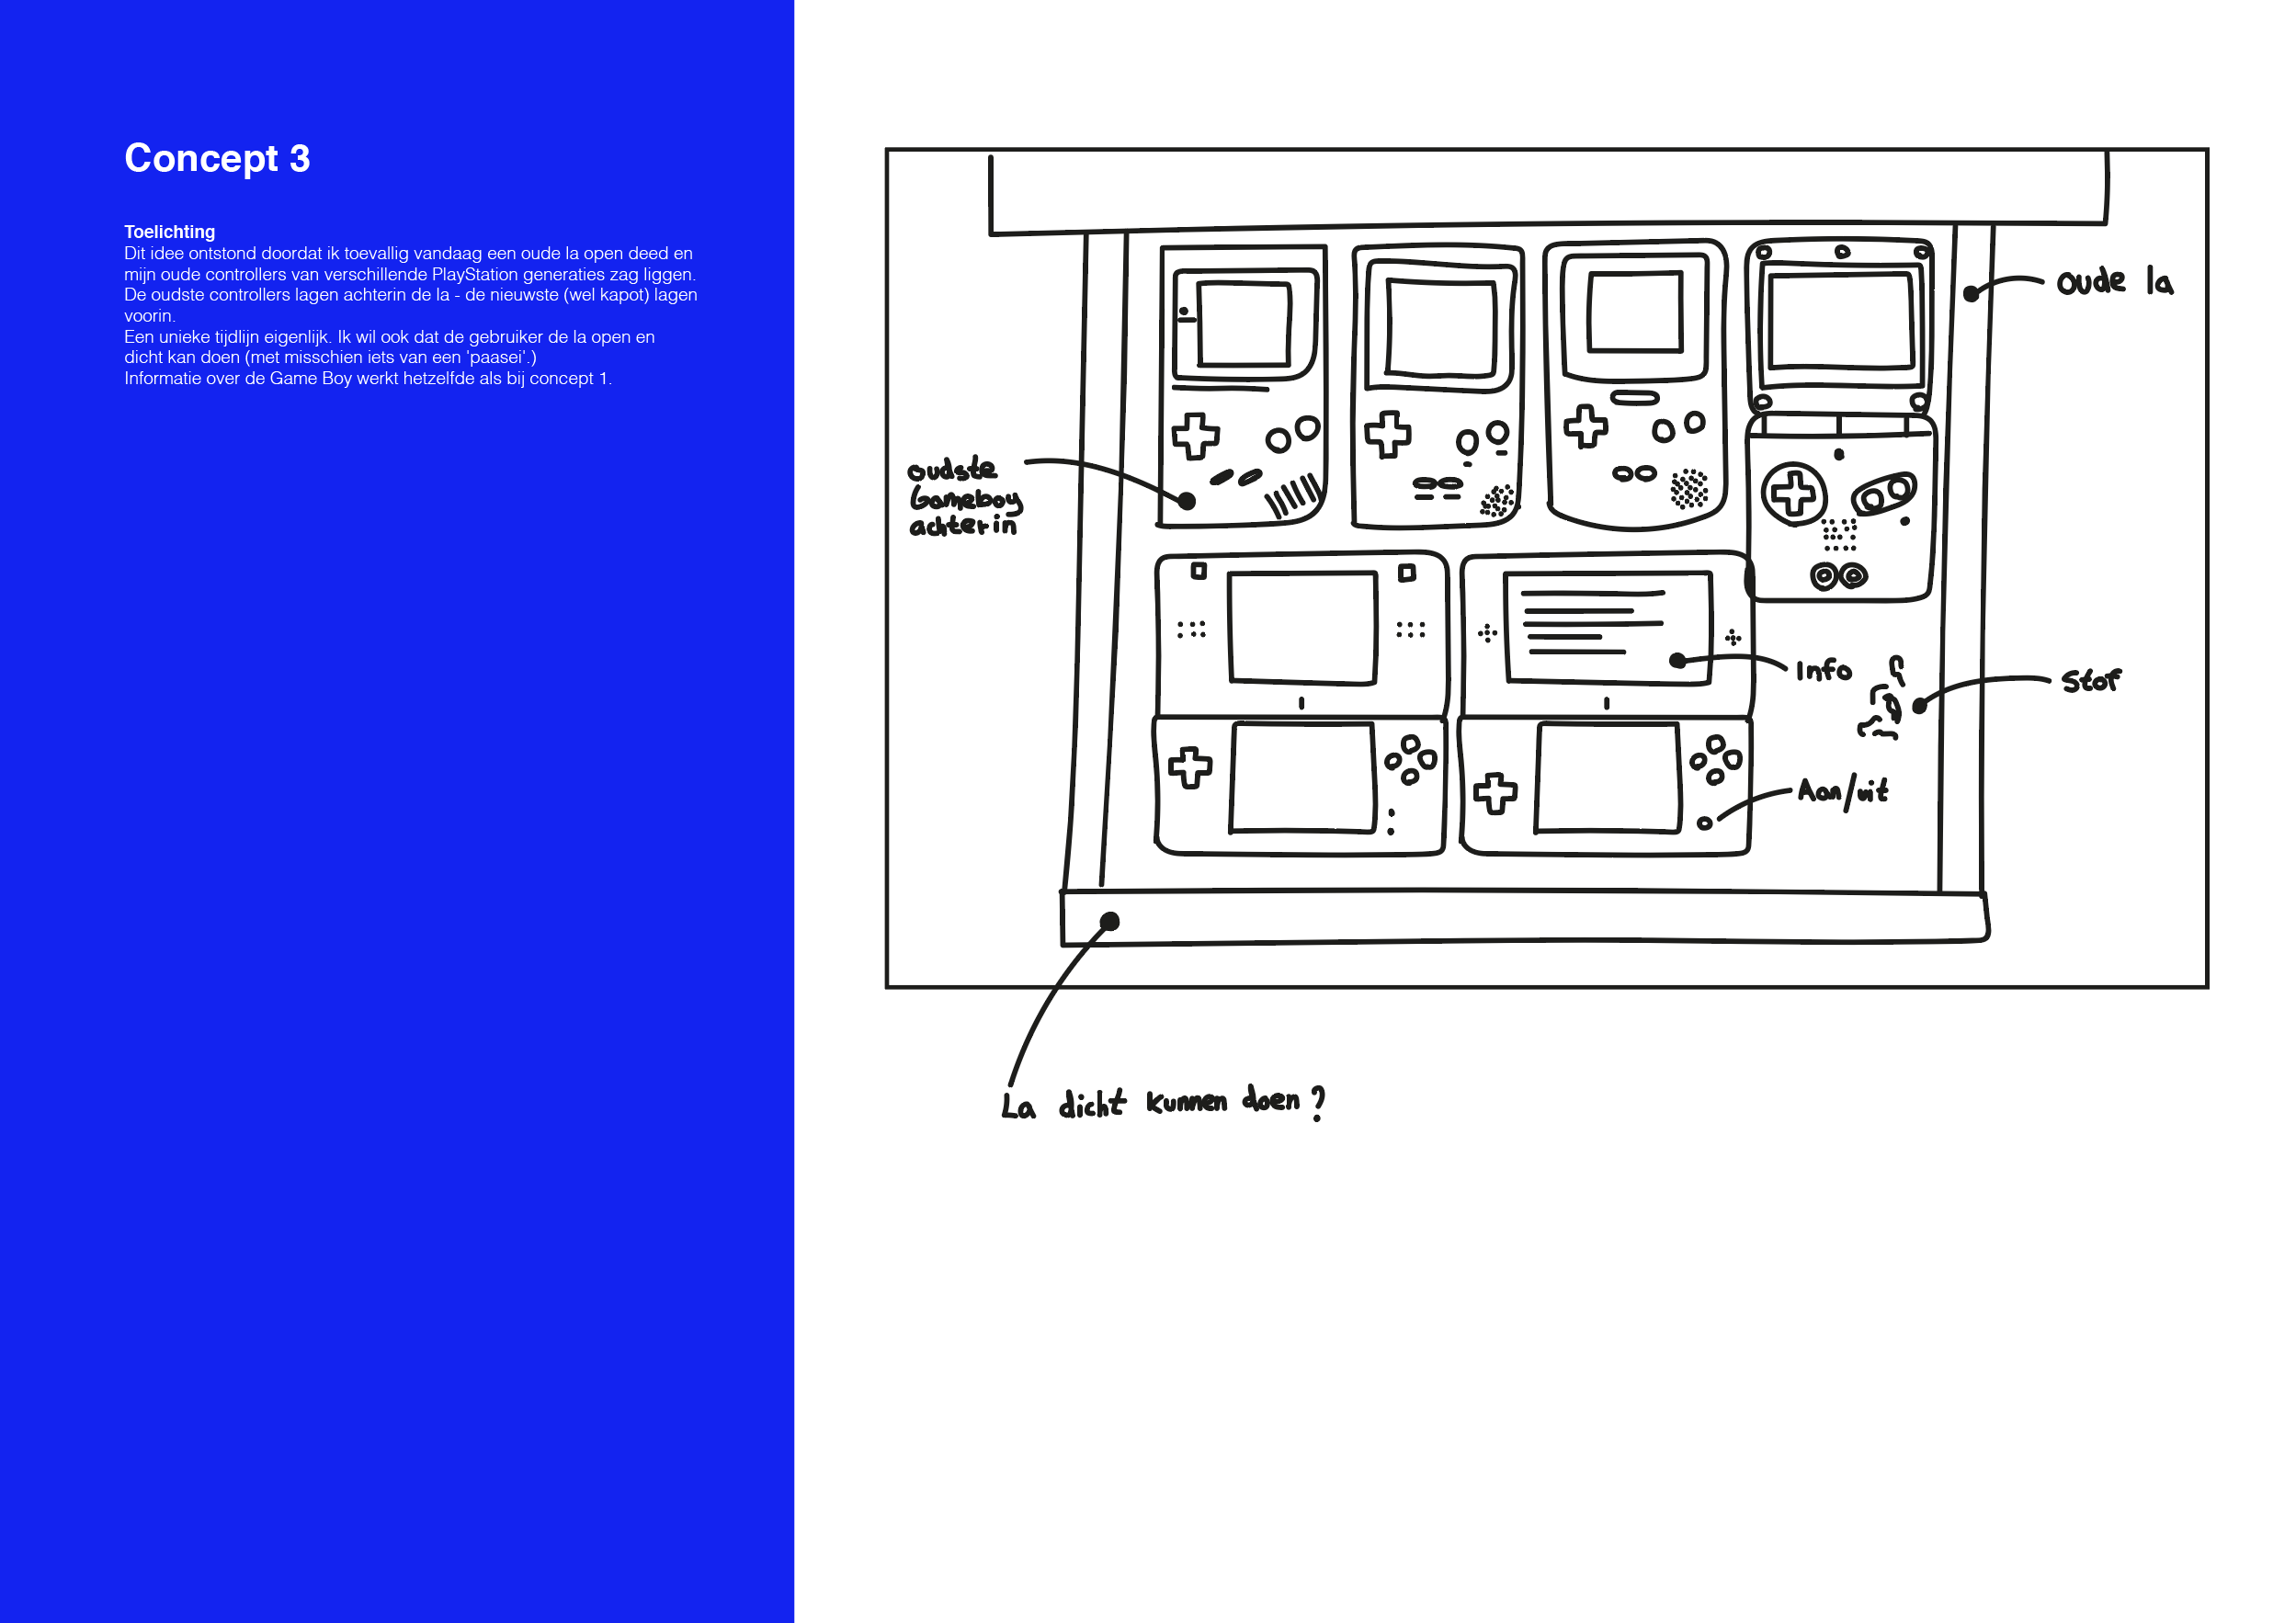 Concept 3
Toelichting
Dit idee ontstond doordat ik toevallig vandaag een oude la open deed en
mijn oude controllers van verschillende PlayStation generaties zag liggen.
De oudste controllers lagen achterin de la - de nieuwste (wel kapot) lagen
voorin.
Een unieke tijdlijn eigenlijk. Ik wil ook dat de gebruiker de la open en
dicht kan doen (met misschien iets van een 'paasei'.)
Informatie over de Game Boy werkt hetzelfde als bij concept 1.
oude la
oudste
Gameboy
achterin
Info
Stof
Aan/uit
La dicht kunnen doen?